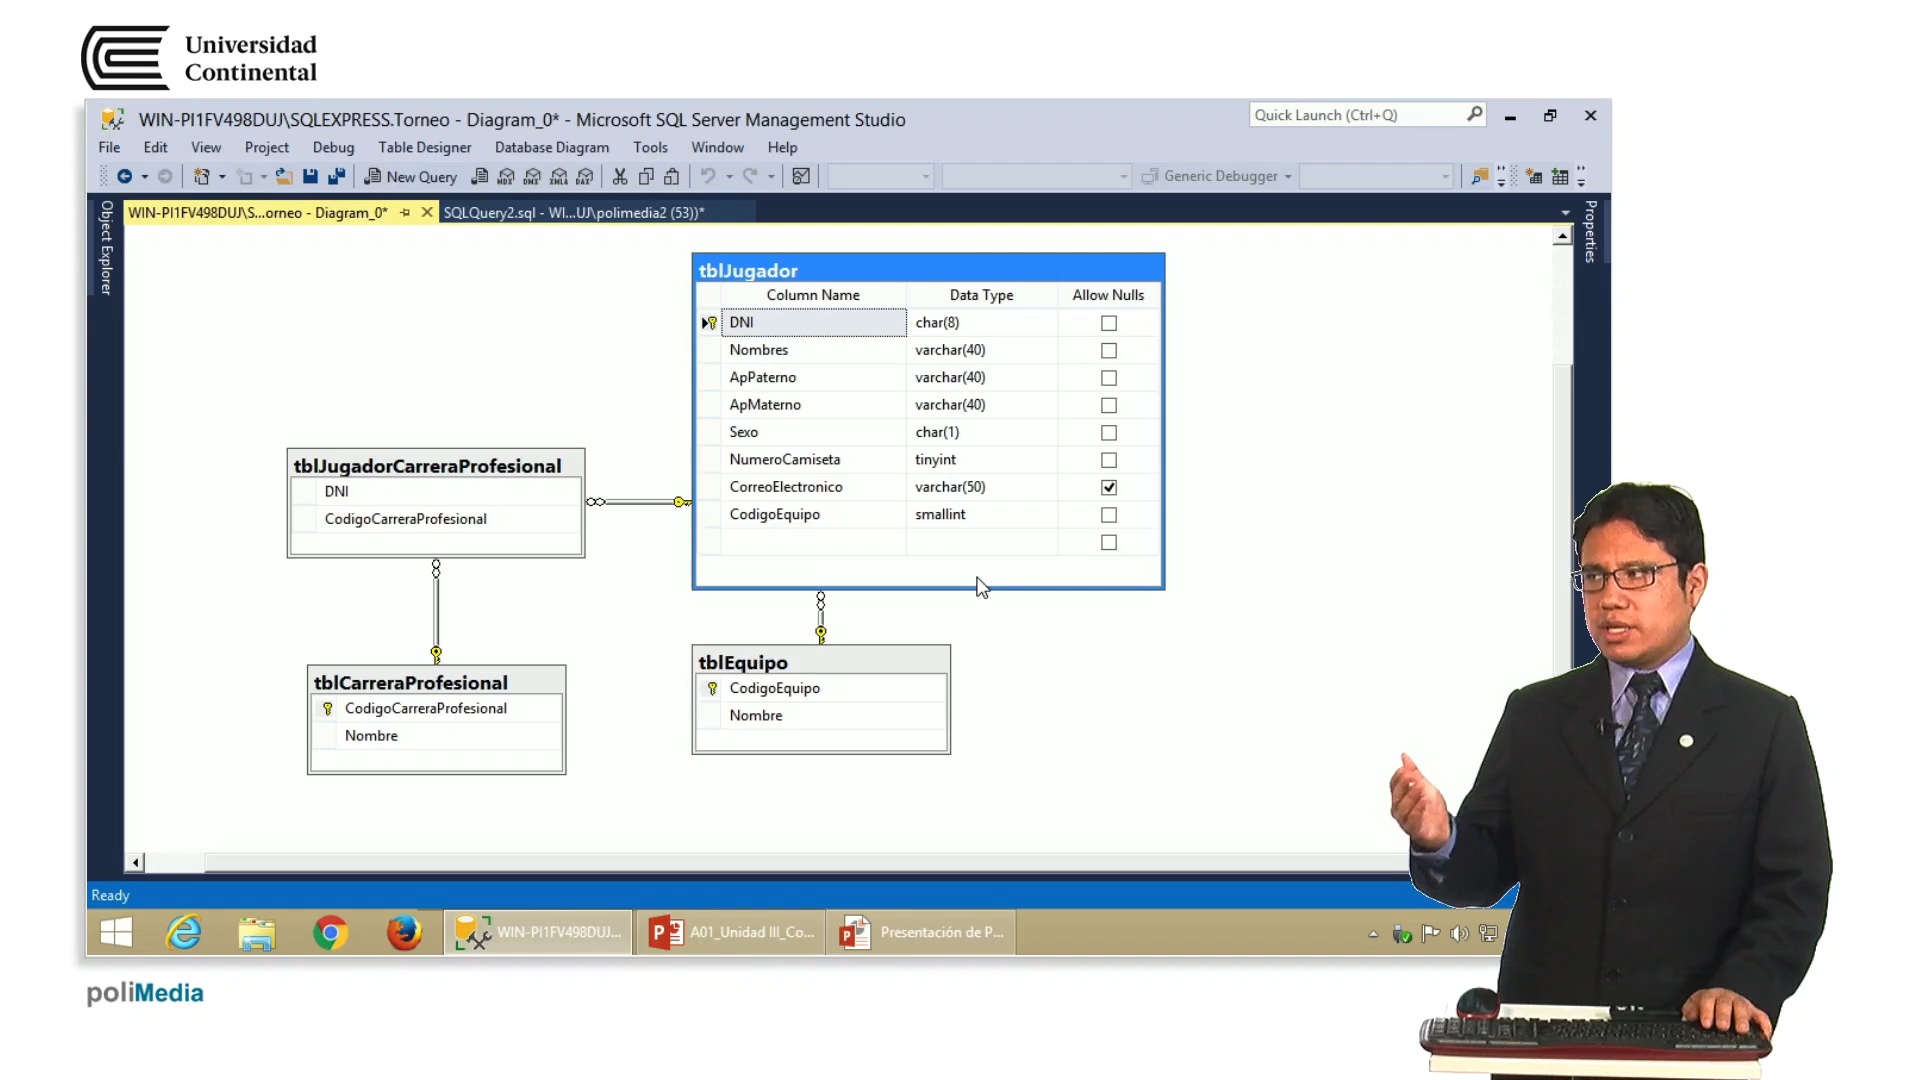 Universidad
Continental
WIN-PI1FV498DUJ\SQLEXPRESS.Torneo - Diagram_0* - Microsoft SQL Server Management Studio
Quick Launch (Ctrl+Q)
File Edit View Project Debug Table Designer Database Diagram Tools Window Help
New Query
MDX DMX XMLA DAX
Generic Debugger
Object Explorer
WIN-PI1FV498DUJ\S...orneo - Diagram_0*
SQLQuery2.sql - WI...UJ\polimedia2 (53))*
Properties
tblJugador
Column Name Data Type Allow Nulls
DNI char(8)
Nombres varchar(40)
ApPaterno varchar(40)
ApMaterno varchar(40)
Sexo char(1)
NumeroCamiseta tinyint
CorreoElectronico varchar(50)
CodigoEquipo smallint
tblJugadorCarreraProfesional
DNI
CodigoCarreraProfesional
tblCarreraProfesional
CodigoCarreraProfesional
Nombre
tblEquipo
CodigoEquipo
Nombre
Ready
WIN-PI1FV498DUJ...
A01_Unidad III_Co...
Presentación de P...
poliMedia